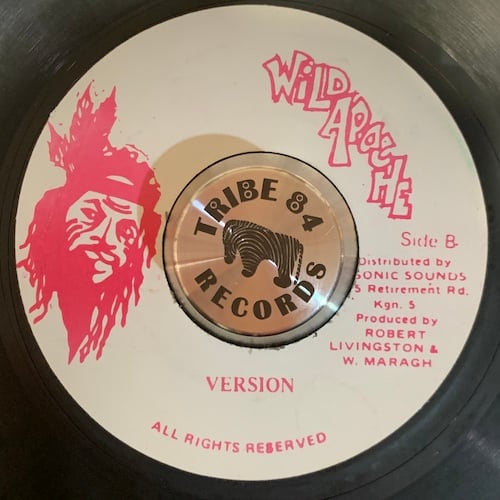 WiLD
APACHE
TRIBE 84
RECORDS
Side B
Distributed by
SONIC SOUNDS
5 Retirement Rd.
Kgn. 5
Produced by
ROBERT
LIVINGSTON &
W. MARAGH
VERSION
ALL RIGHTS RESERVED